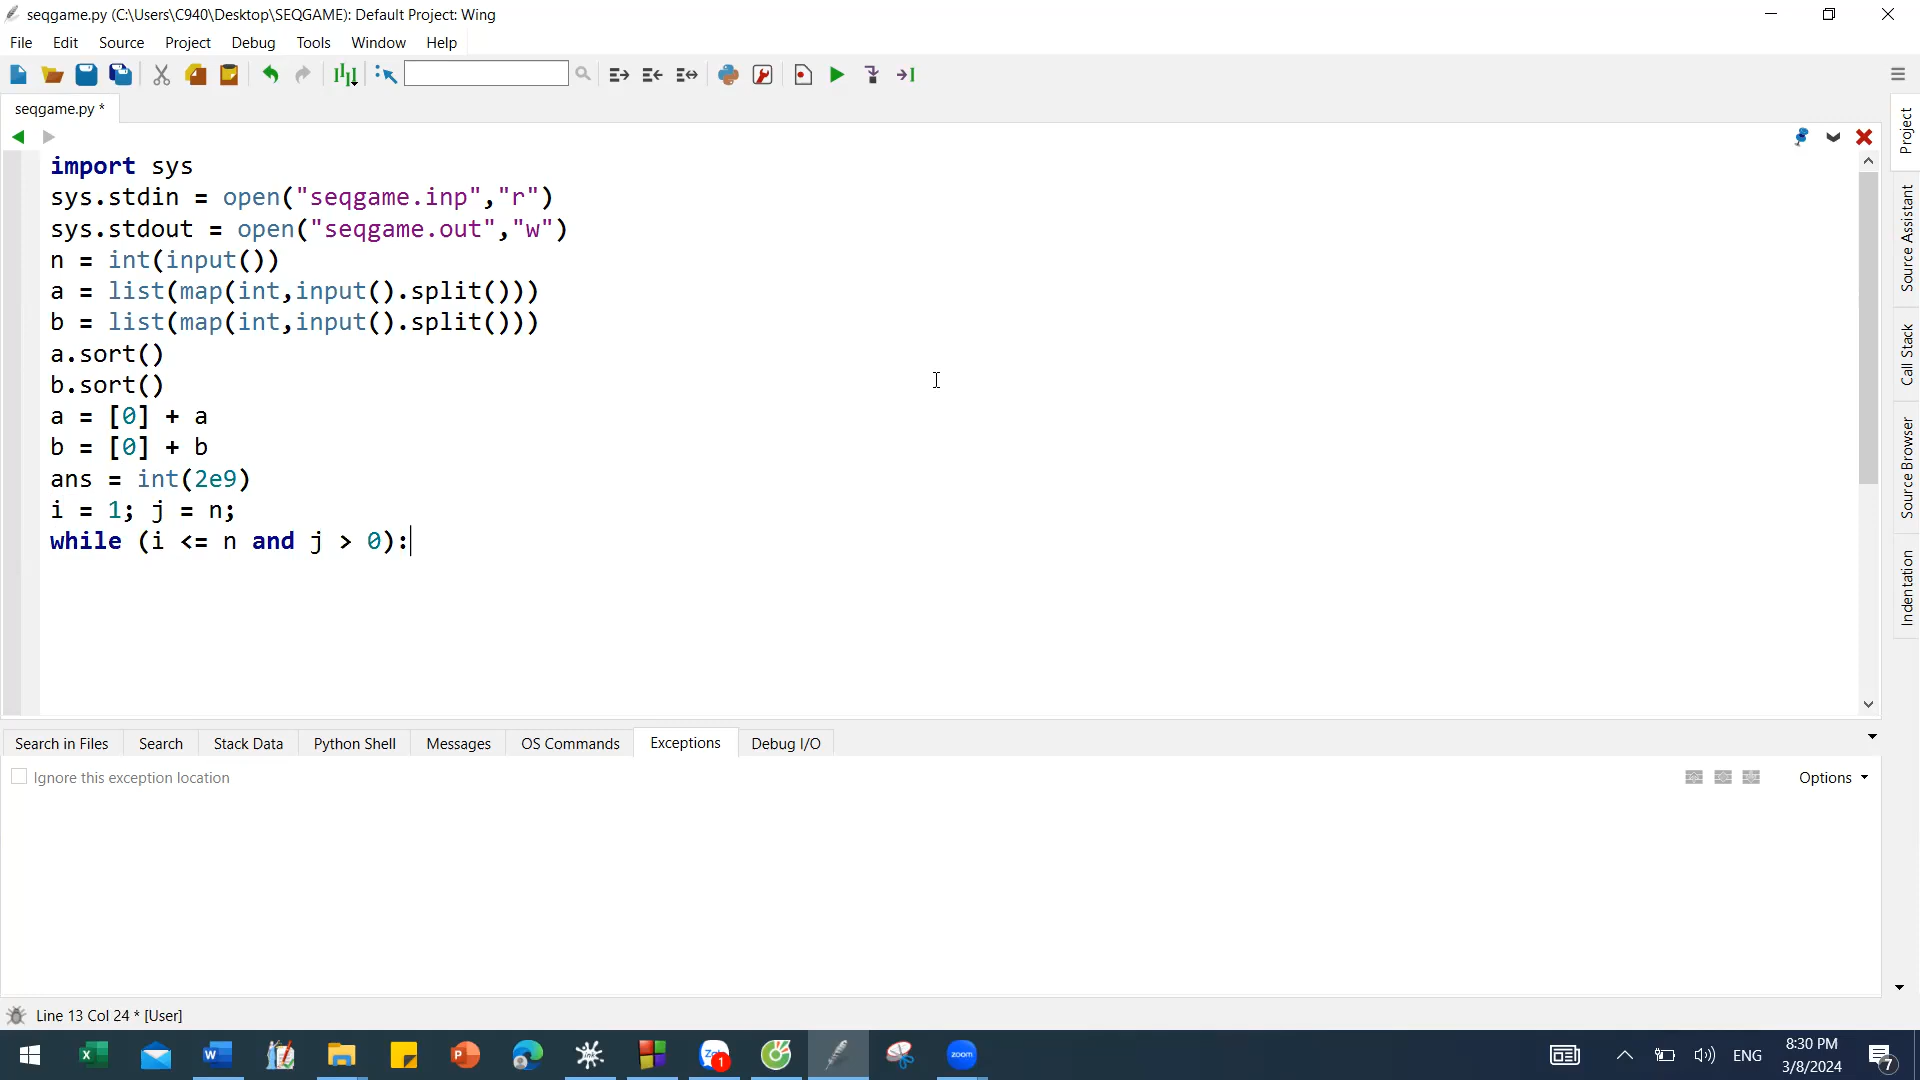 seqgame.py (C:\Users\C940\Desktop\SEQGAME): Default Project: Wing
File Edit Source Project Debug Tools Window Help
seqgame.py *
import sys
sys.stdin = open("seqgame.inp","r")
sys.stdout = open("seqgame.out","w")
n = int(input())
a = list(map(int,input().split()))
b = list(map(int,input().split()))
a.sort()
b.sort()
a = [0] + a
b = [0] + b
ans = int(2e9)
i = 1; j = n;
while (i <= n and j > 0):
Project
Source Assistant
Call Stack
Source Browser
Indentation
Search in Files Search Stack Data Python Shell Messages OS Commands Exceptions Debug I/O
Ignore this exception location
Options
Line 13 Col 24 * [User]
zoom
1
ENG
8:30 PM
3/8/2024
7